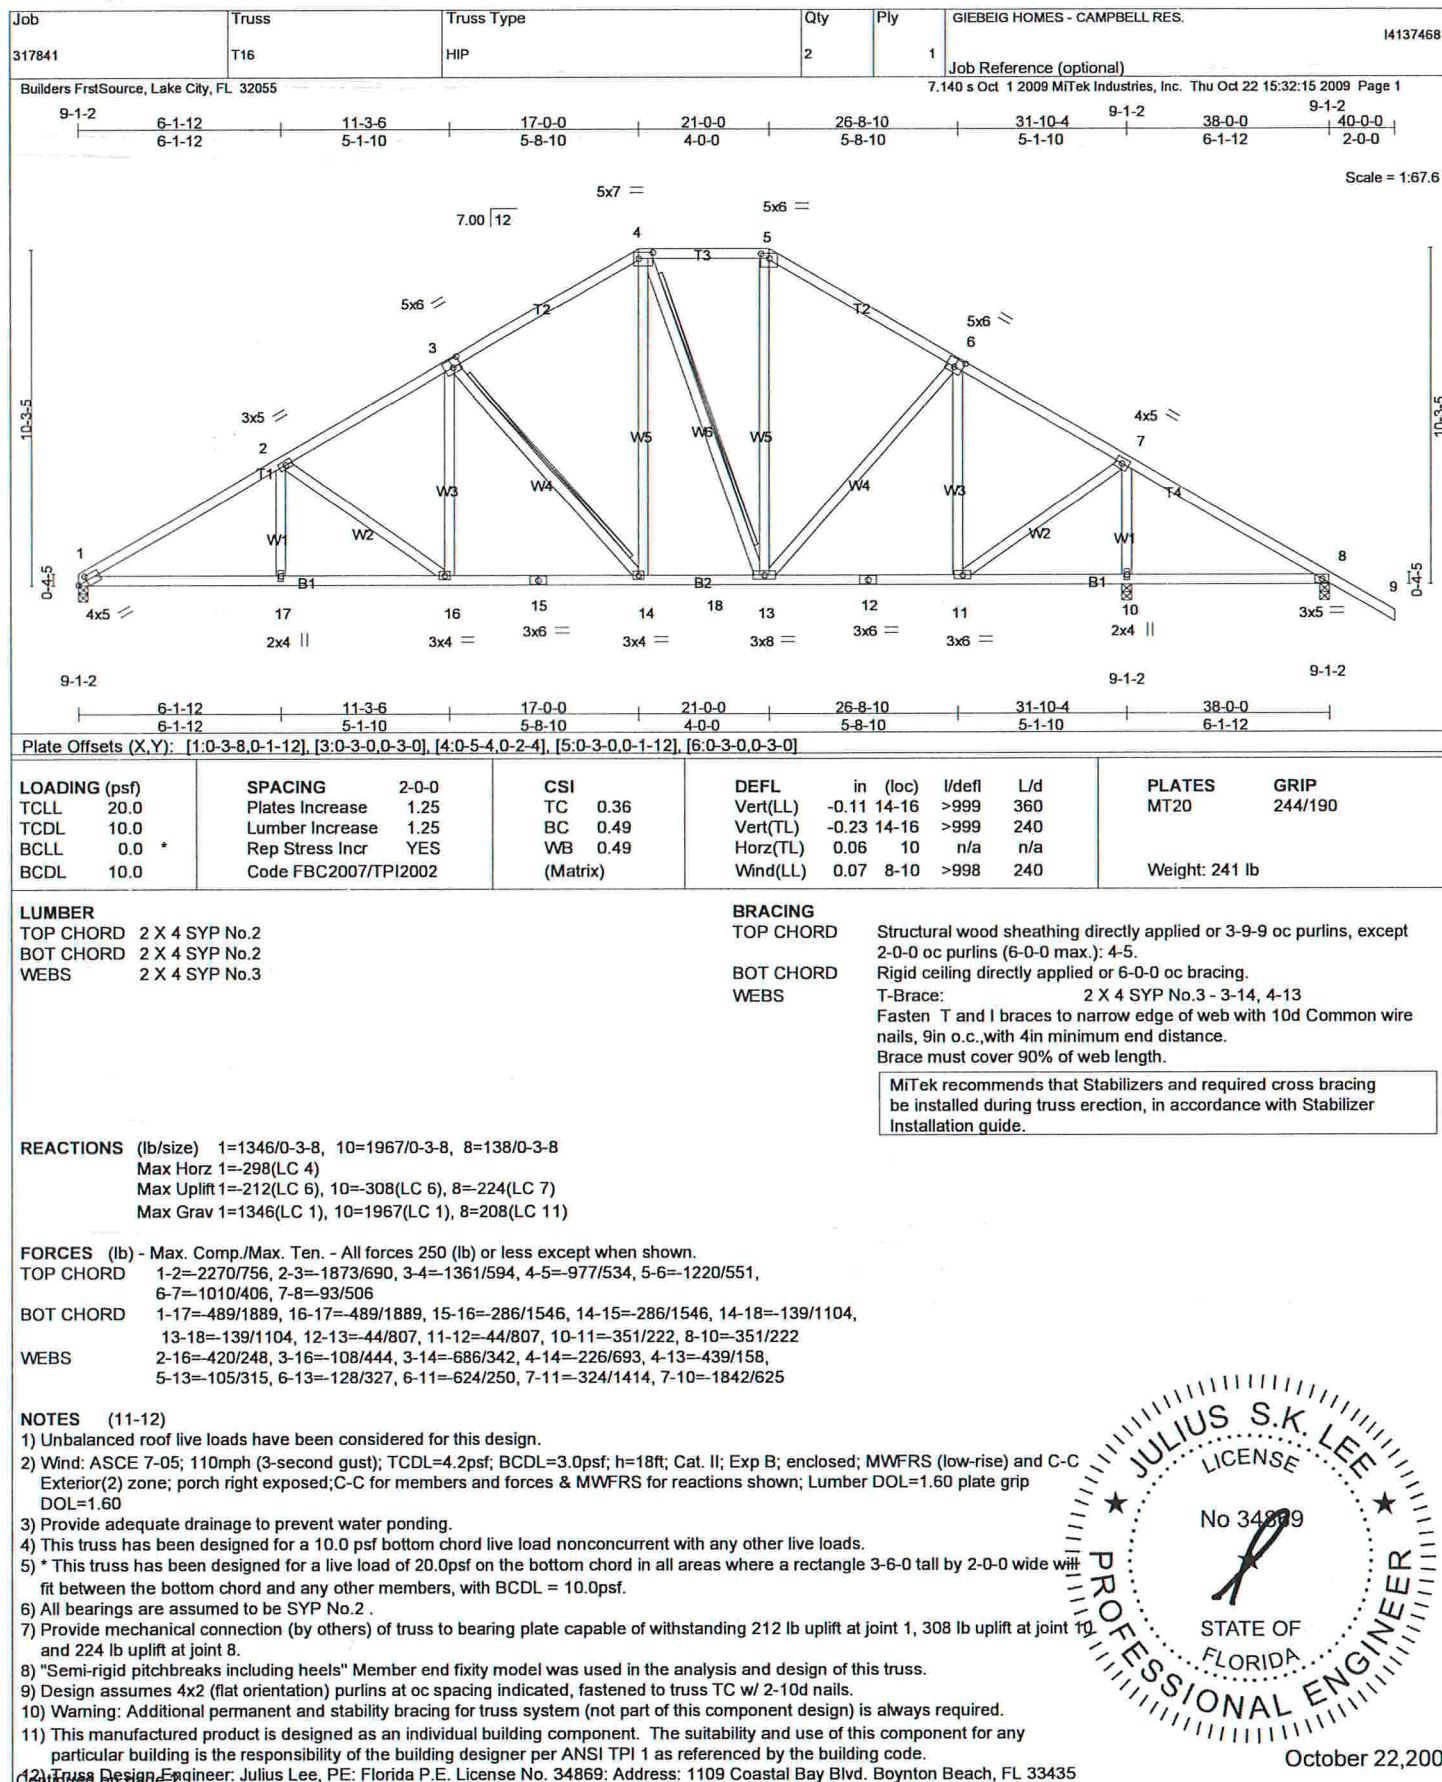 Job Truss Truss Type Qty Ply GIEBEIG HOMES - CAMPBELL RES.
I4137468
317841 T16 HIP 2 1
Job Reference (optional)
Builders FrstSource, Lake City, FL 32055 7.140 s Oct 1 2009 MiTek Industries, Inc. Thu Oct 22 15:32:15 2009 Page 1
9-1-2 9-1-2 9-1-2
6-1-12 11-3-6 17-0-0 21-0-0 26-8-10 31-10-4 38-0-0 40-0-0
6-1-12 5-1-10 5-8-10 4-0-0 5-8-10 5-1-10 6-1-12 2-0-0
Scale = 1:67.6
5x7 =
5x6 =
7.00 12
4 5
T3
5x6
T2 T2
5x6
3 6
10-3-5 10-3-5
3x5
4x5
2 7
T1 W5 W6 W5 T4
W3 W4 W4 W3
W1 W2 W2 W1
1 8
9
0-4-5 B1 B2 B1 0-4-5
4x5 17 16 15 14 18 13 12 11 10 3x5 =
2x4 || 3x4 = 3x6 = 3x4 = 3x8 = 3x6 = 3x6 = 2x4 ||
9-1-2 9-1-2 9-1-2
6-1-12 11-3-6 17-0-0 21-0-0 26-8-10 31-10-4 38-0-0
6-1-12 5-1-10 5-8-10 4-0-0 5-8-10 5-1-10 6-1-12
Plate Offsets (X,Y): [1:0-3-8,0-1-12], [3:0-3-0,0-3-0], [4:0-5-4,0-2-4], [5:0-3-0,0-1-12], [6:0-3-0,0-3-0]
LOADING (psf) SPACING 2-0-0 CSI DEFL in (loc) l/defl L/d PLATES GRIP
TCLL 20.0 Plates Increase 1.25 TC 0.36 Vert(LL) -0.11 14-16 >999 360 MT20 244/190
TCDL 10.0 Lumber Increase 1.25 BC 0.49 Vert(TL) -0.23 14-16 >999 240
BCLL 0.0 * Rep Stress Incr YES WB 0.49 Horz(TL) 0.06 10 n/a n/a
BCDL 10.0 Code FBC2007/TPI2002 (Matrix) Wind(LL) 0.07 8-10 >998 240 Weight: 241 lb
LUMBER
TOP CHORD 2 X 4 SYP No.2
BOT CHORD 2 X 4 SYP No.2
WEBS 2 X 4 SYP No.3
BRACING
TOP CHORD Structural wood sheathing directly applied or 3-9-9 oc purlins, except
2-0-0 oc purlins (6-0-0 max.): 4-5.
BOT CHORD Rigid ceiling directly applied or 6-0-0 oc bracing.
WEBS T-Brace: 2 X 4 SYP No.3 - 3-14, 4-13
Fasten T and I braces to narrow edge of web with 10d Common wire
nails, 9in o.c.,with 4in minimum end distance.
Brace must cover 90% of web length.
MiTek recommends that Stabilizers and required cross bracing
be installed during truss erection, in accordance with Stabilizer
Installation guide.
REACTIONS (lb/size) 1=1346/0-3-8, 10=1967/0-3-8, 8=138/0-3-8
Max Horz 1=-298(LC 4)
Max Uplift 1=-212(LC 6), 10=-308(LC 6), 8=-224(LC 7)
Max Grav 1=1346(LC 1), 10=1967(LC 1), 8=208(LC 11)
FORCES (lb) - Max. Comp./Max. Ten. - All forces 250 (lb) or less except when shown.
TOP CHORD 1-2=-2270/756, 2-3=-1873/690, 3-4=-1361/594, 4-5=-977/534, 5-6=-1220/551,
6-7=-1010/406, 7-8=-93/506
BOT CHORD 1-17=-489/1889, 16-17=-489/1889, 15-16=-286/1546, 14-15=-286/1546, 14-18=-139/1104,
13-18=-139/1104, 12-13=-44/807, 11-12=-44/807, 10-11=-351/222, 8-10=-351/222
WEBS 2-16=-420/248, 3-16=-108/444, 3-14=-686/342, 4-14=-226/693, 4-13=-439/158,
5-13=-105/315, 6-13=-128/327, 6-11=-624/250, 7-11=-324/1414, 7-10=-1842/625
NOTES (11-12)
1) Unbalanced roof live loads have been considered for this design.
2) Wind: ASCE 7-05; 110mph (3-second gust); TCDL=4.2psf; BCDL=3.0psf; h=18ft; Cat. II; Exp B; enclosed; MWFRS (low-rise) and C-C
Exterior(2) zone; porch right exposed;C-C for members and forces & MWFRS for reactions shown; Lumber DOL=1.60 plate grip
DOL=1.60
3) Provide adequate drainage to prevent water ponding.
4) This truss has been designed for a 10.0 psf bottom chord live load nonconcurrent with any other live loads.
5) * This truss has been designed for a live load of 20.0psf on the bottom chord in all areas where a rectangle 3-6-0 tall by 2-0-0 wide will
fit between the bottom chord and any other members, with BCDL = 10.0psf.
6) All bearings are assumed to be SYP No.2 .
7) Provide mechanical connection (by others) of truss to bearing plate capable of withstanding 212 lb uplift at joint 1, 308 lb uplift at joint 10
and 224 lb uplift at joint 8.
8) "Semi-rigid pitchbreaks including heels" Member end fixity model was used in the analysis and design of this truss.
9) Design assumes 4x2 (flat orientation) purlins at oc spacing indicated, fastened to truss TC w/ 2-10d nails.
10) Warning: Additional permanent and stability bracing for truss system (not part of this component design) is always required.
11) This manufactured product is designed as an individual building component. The suitability and use of this component for any
particular building is the responsibility of the building designer per ANSI TPI 1 as referenced by the building code.
12) Truss Design Engineer: Julius Lee, PE: Florida P.E. License No. 34869: Address: 1109 Coastal Bay Blvd. Boynton Beach, FL 33435
JULIUS S.K. LEE
LICENSE
No 34869
STATE OF
FLORIDA
PROFESSIONAL ENGINEER
October 22,200